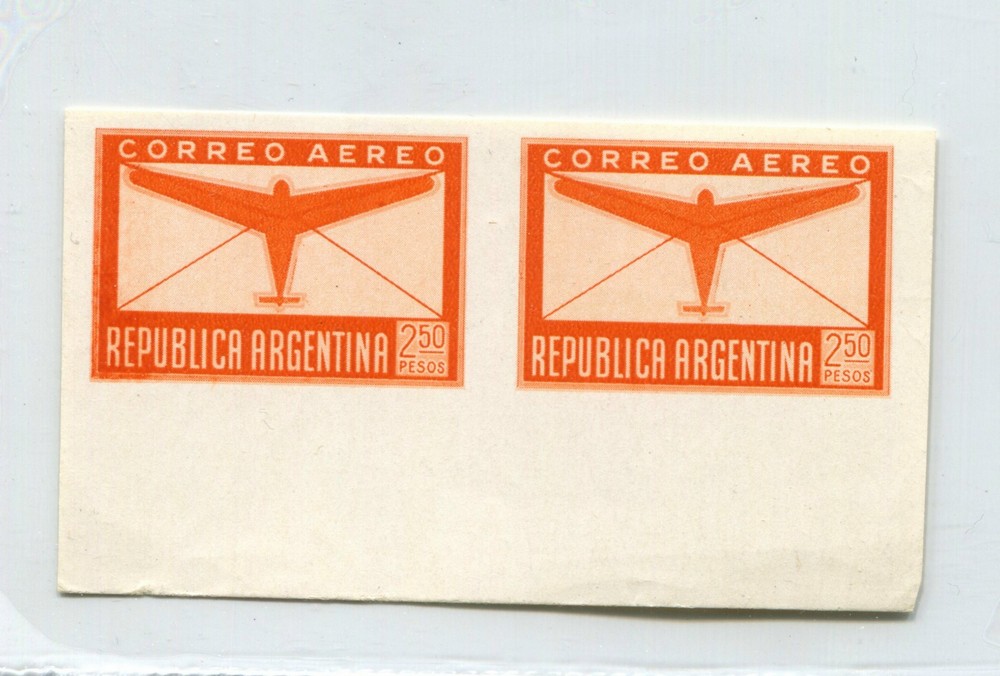 CORREO AEREO
REPUBLICA ARGENTINA 2 50
PESOS
CORREO AEREO
REPUBLICA ARGENTINA 2 50
PESOS